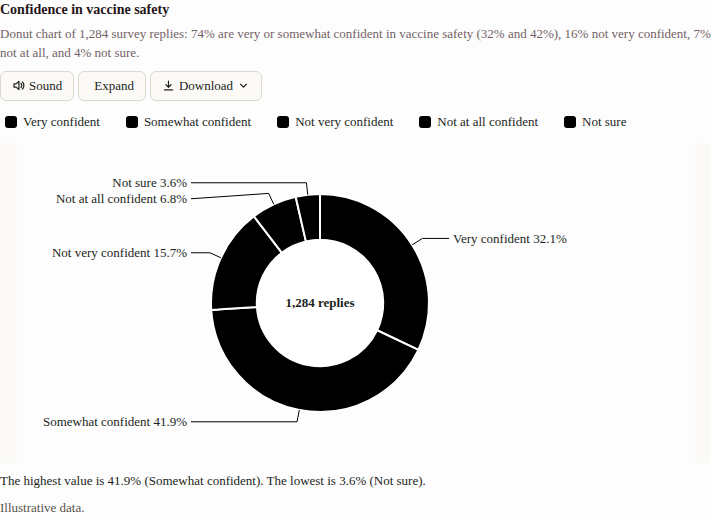 Confidence in vaccine safety
Donut chart of 1,284 survey replies: 74% are very or somewhat confident in vaccine safety (32% and 42%), 16% not very confident, 7%
not at all, and 4% not sure.
Sound Expand Download
Very confident Somewhat confident Not very confident Not at all confident Not sure
Not sure 3.6%
Not at all confident 6.8%
Very confident 32.1%
Not very confident 15.7%
1,284 replies
Somewhat confident 41.9%
The highest value is 41.9% (Somewhat confident). The lowest is 3.6% (Not sure).
Illustrative data.